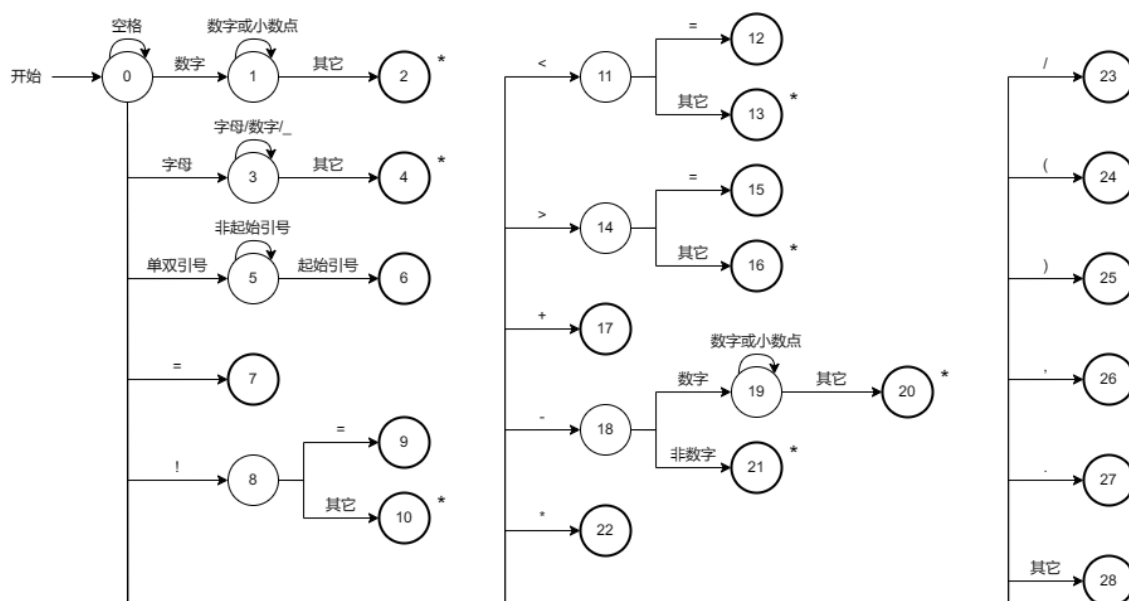 空格
数字或小数点
开始
0
数字
1
其它
2
*
字母/数字/_
字母
3
其它
4
*
非起始引号
单双引号
5
起始引号
6
=
7
!
8
=
9
其它
10
*
<
11
=
12
其它
13
*
>
14
=
15
其它
16
*
+
17
数字或小数点
-
18
数字
19
其它
20
*
非数字
21
*
*
22
/
23
(
24
)
25
,
26
.
27
其它
28